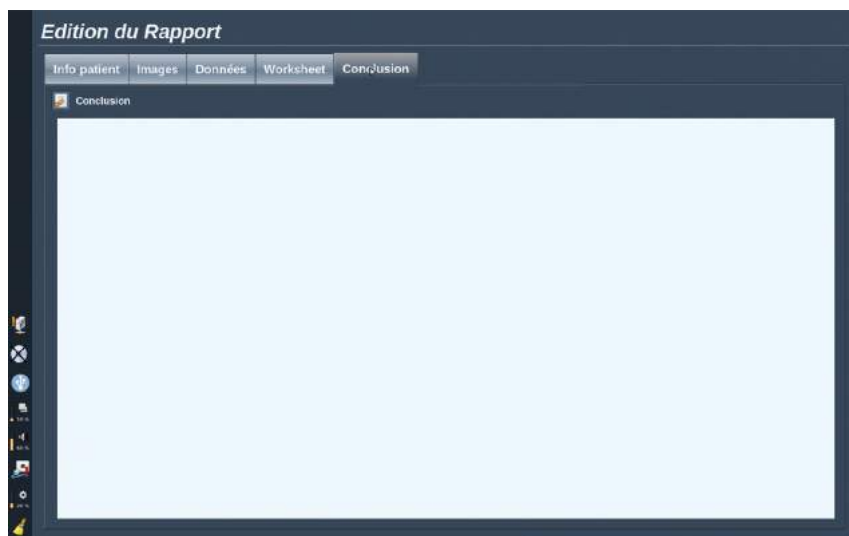 Edition du Rapport
Info patient Images Données Worksheet Conclusion
Conclusion